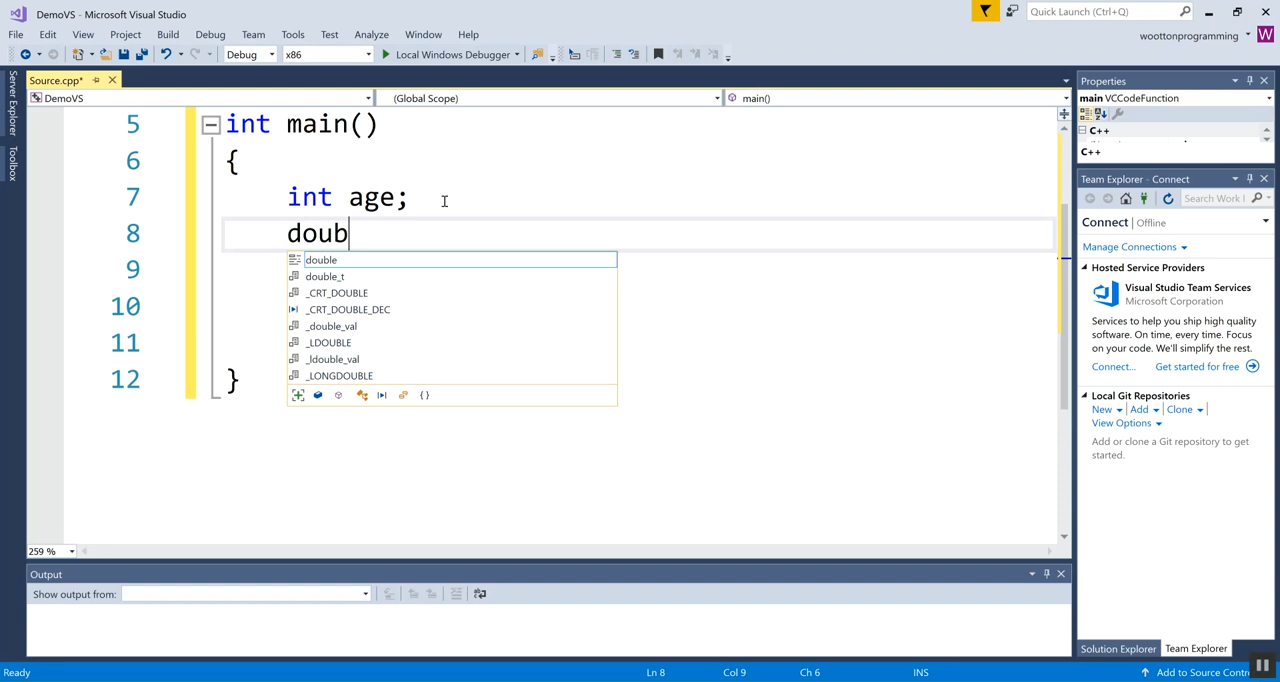 DemoVS - Microsoft Visual Studio
Quick Launch (Ctrl+Q)
File Edit View Project Build Debug Team Tools Test Analyze Window Help
woottonprogramming W
Debug x86 Local Windows Debugger
Server Explorer
Toolbox
Source.cpp*
DemoVS (Global Scope) main()
5 int main()
6 {
7 int age;
8 doub
9
10
11
12 }
double
double_t
_CRT_DOUBLE
_CRT_DOUBLE_DEC
_double_val
_LDOUBLE
_ldouble_val
_LONGDOUBLE
{ }
259 %
Output
Show output from:
Properties
main VCCodeFunction
C++
C++
Team Explorer - Connect
Search Work I
Connect | Offline
Manage Connections
Hosted Service Providers
Visual Studio Team Services
Microsoft Corporation
Services to help you ship high quality
software. On time, every time. Focus
on your code. We'll simplify the rest.
Connect... Get started for free
Local Git Repositories
New Add Clone
View Options
Add or clone a Git repository to get
started.
Solution Explorer Team Explorer
Ready Ln 8 Col 9 Ch 6 INS Add to Source Contr